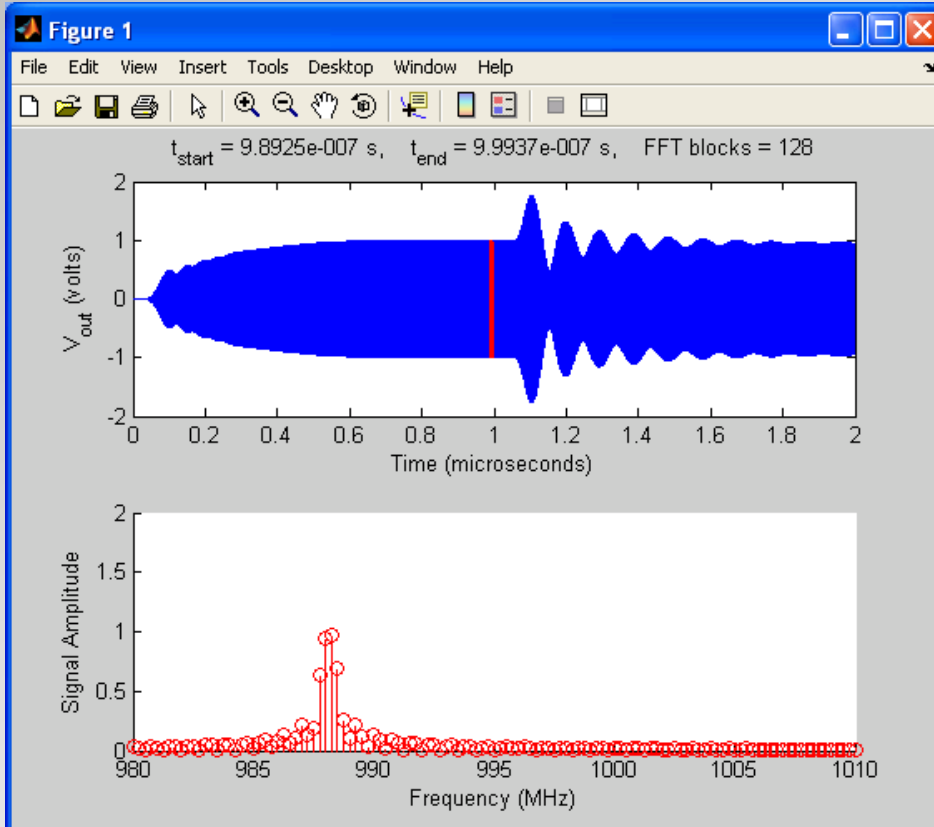 Figure 1
File Edit View Insert Tools Desktop Window Help
t_start = 9.8925e-007 s, t_end = 9.9937e-007 s, FFT blocks = 128
2
1
0
-1
-2
V_out (volts)
0 0.2 0.4 0.6 0.8 1 1.2 1.4 1.6 1.8 2
Time (microseconds)
2
1.5
1
0.5
0
Signal Amplitude
980 985 990 995 1000 1005 1010
Frequency (MHz)